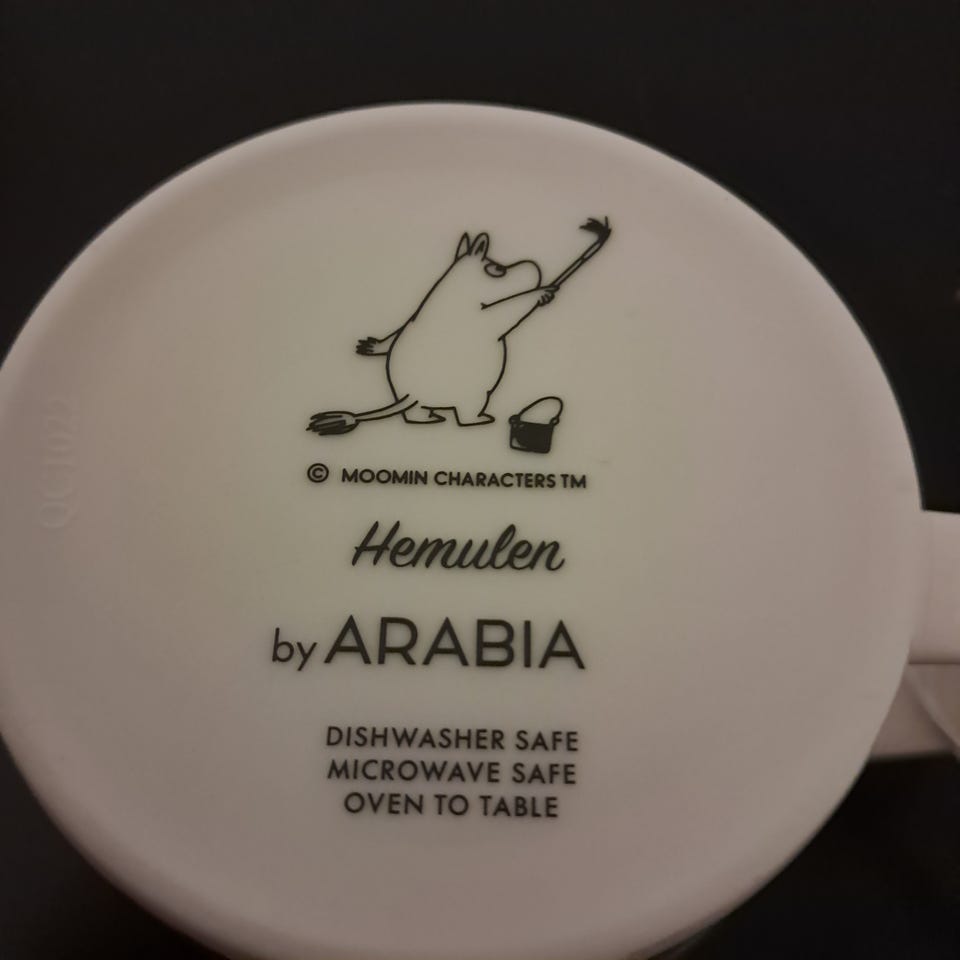 © MOOMIN CHARACTERS TM
Hemulen
by ARABIA
DISHWASHER SAFE
MICROWAVE SAFE
OVEN TO TABLE